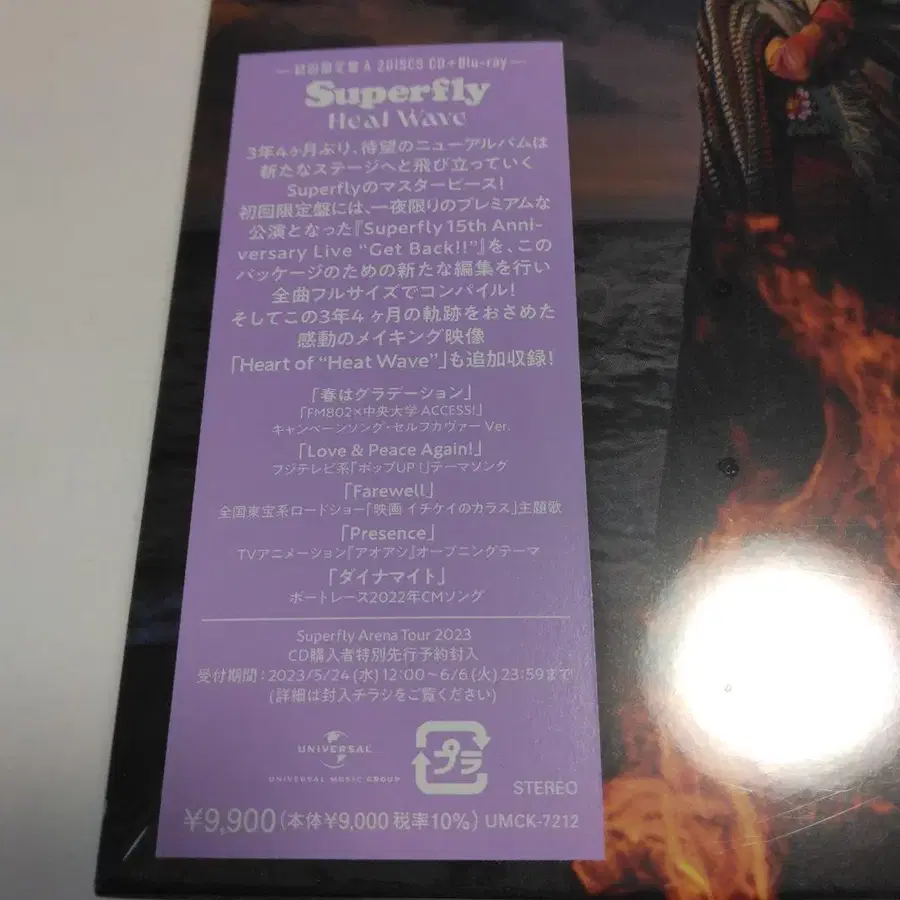 初回限定盤A 2DISCS CD+Blu-ray
Superfly
Heat Wave
3年4ヶ月ぶり、待望のニューアルバムは
新たなステージへと飛び立っていく
Superflyのマスターピース!
初回限定盤には、一夜限りのプレミアムな
公演となった『Superfly 15th Anni-
versary Live “Get Back!!”』を、この
パッケージのための新たな編集を行い
全曲フルサイズでコンパイル!
そしてこの3年4ヶ月の軌跡をおさめた
感動のメイキング映像
「Heart of “Heat Wave”」も追加収録!
「春はグラデーション」
「FM802×中央大学 ACCESS!」
キャンペーンソング・セルフカヴァー Ver.
「Love & Peace Again!」
フジテレビ系「ポップUP!」テーマソング
「Farewell」
全国東宝系ロードショー「映画 イチケイのカラス」主題歌
「Presence」
TVアニメーション『アオアシ』オープニングテーマ
「ダイナマイト」
ボートレース2022年CMソング
Superfly Arena Tour 2023
CD購入者特別先行予約封入
受付期間：2023/5/24(水)12:00~6/6(火)23:59まで
(詳細は封入チラシをご覧ください)
UNIVERSAL
UNIVERSAL MUSIC GROUP
プラ
STEREO
¥9,900(本体¥9,000 税率10%) UMCK-7212